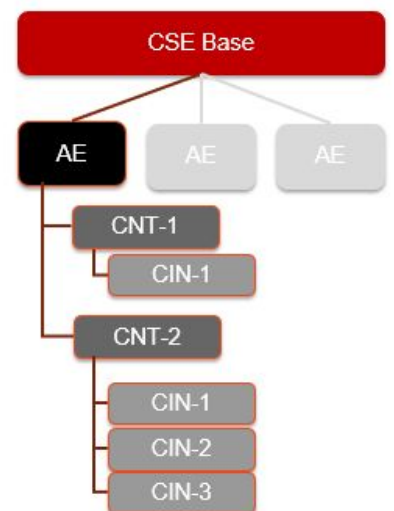 CSE Base
AE AE AE
CNT-1
CIN-1
CNT-2
CIN-1
CIN-2
CIN-3